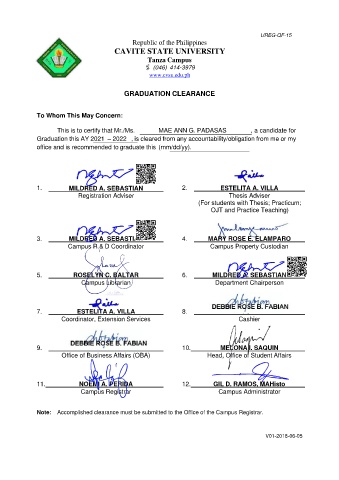 UREG-QF-15
Republic of the Philippines
CAVITE STATE UNIVERSITY
Tanza Campus
(046) 414-3979
www.cvsu.edu.ph
GRADUATION CLEARANCE
To Whom This May Concern:
This is to certify that Mr./Ms. MAE ANN G. PADASAS, a candidate for
Graduation this AY 2021 – 2022, is cleared from any accountability/obligation from me or my
office and is recommended to graduate this (mm/dd/yy).
1. MILDRED A. SEBASTIAN 2. ESTELITA A. VILLA
Registration Adviser Thesis Adviser
(For students with Thesis; Practicum;
OJT and Practice Teaching)
3. MILDRED A. SEBASTI 4. MARY ROSE E. ELAMPARO
Campus R & D Coordinator Campus Property Custodian
5. ROSELYN C. BALTAR 6. MILDRED A. SEBASTIAN
Campus Librarian Department Chairperson
7. ESTELITA A. VILLA 8. DEBBIE ROSE B. FABIAN
Coordinator, Extension Services Cashier
9. DEBBIE ROSE B. FABIAN 10. MELONA I. SAQUIN
Office of Business Affairs (OBA) Head, Office of Student Affairs
11. NOEMI A. PERIDA 12. GIL D. RAMOS, MAHisto
Campus Registrar Campus Administrator
Note: Accomplished clearance must be submitted to the Office of the Campus Registrar.
V01-2018-06-05